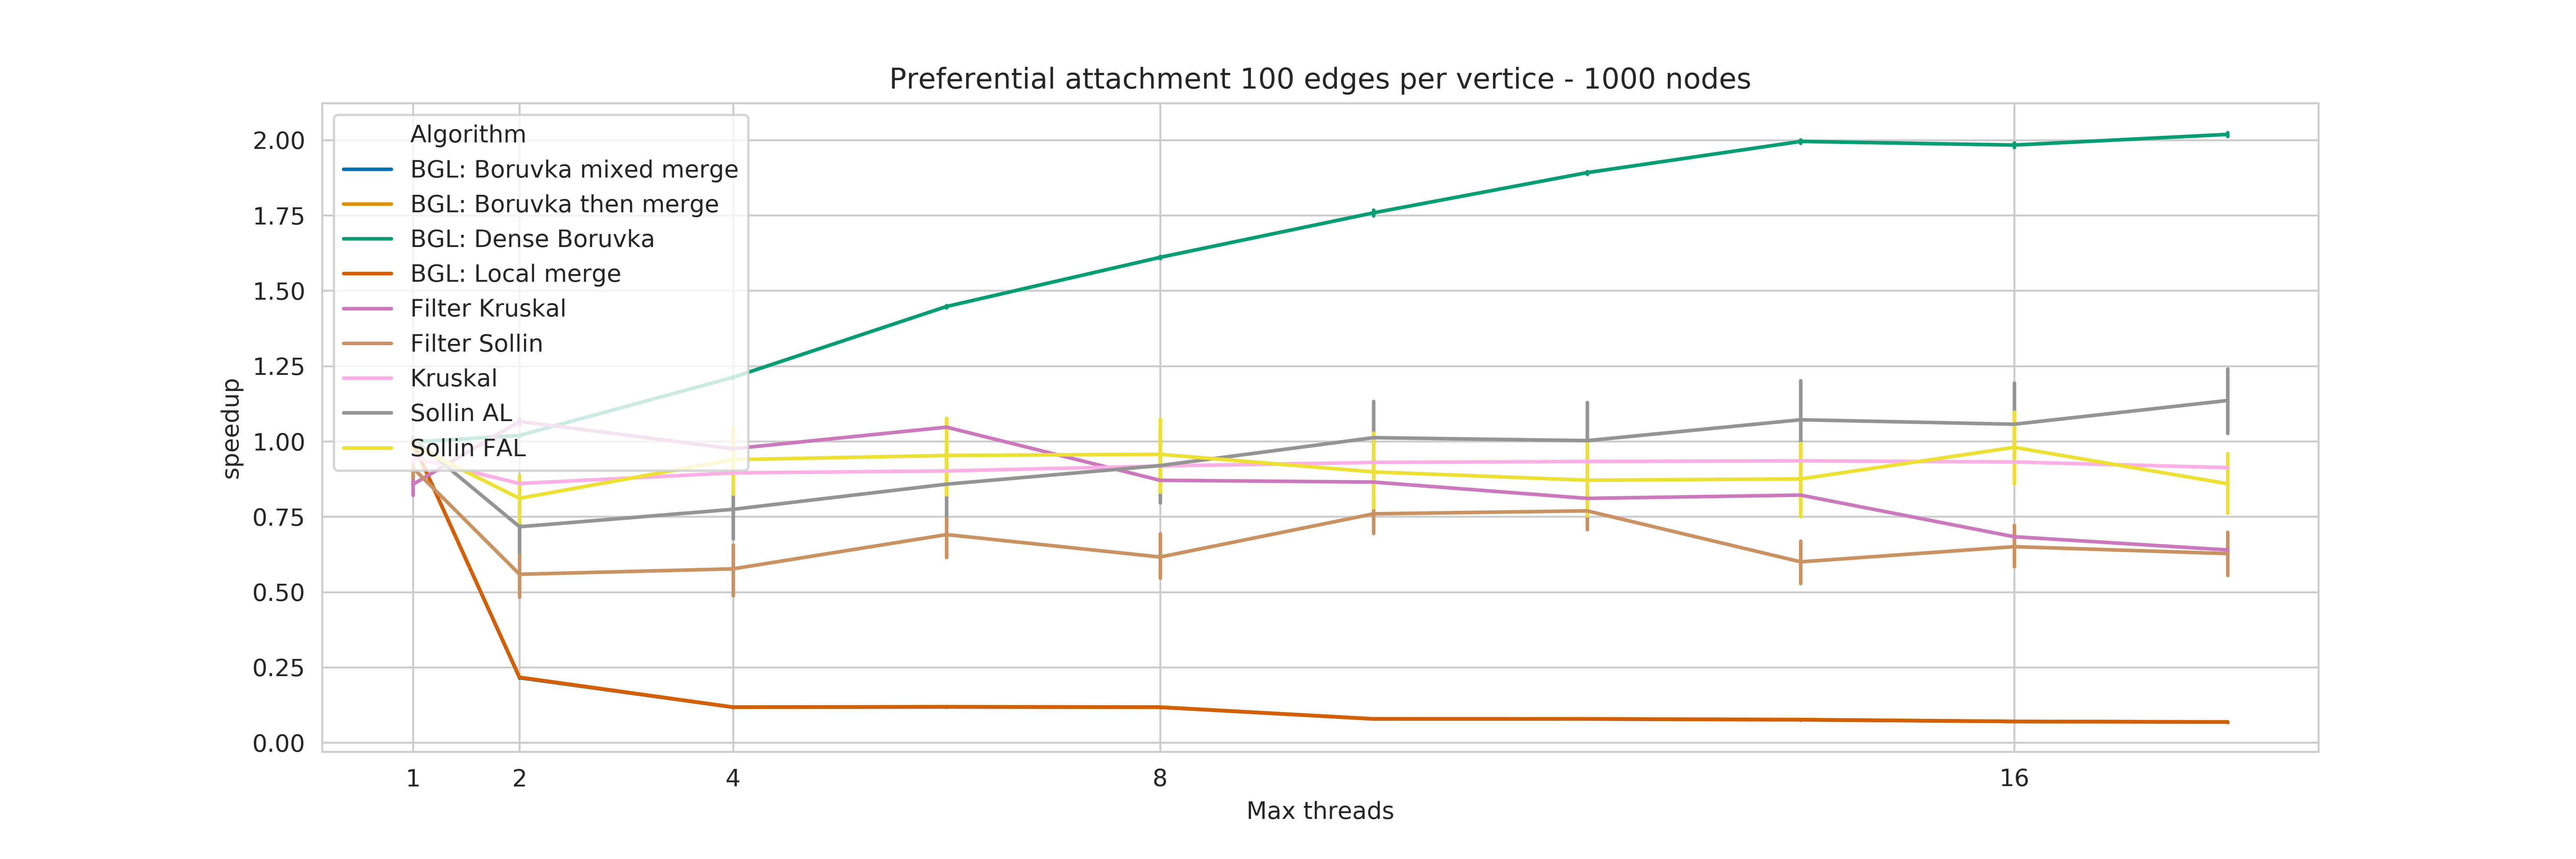 Preferential attachment 100 edges per vertice - 1000 nodes
2.00
1.75
1.50
1.25
1.00
0.75
0.50
0.25
0.00
speedup
Algorithm
BGL: Boruvka mixed merge
BGL: Boruvka then merge
BGL: Dense Boruvka
BGL: Local merge
Filter Kruskal
Filter Sollin
Kruskal
Sollin AL
Sollin FAL
1 2 4 8 16
Max threads